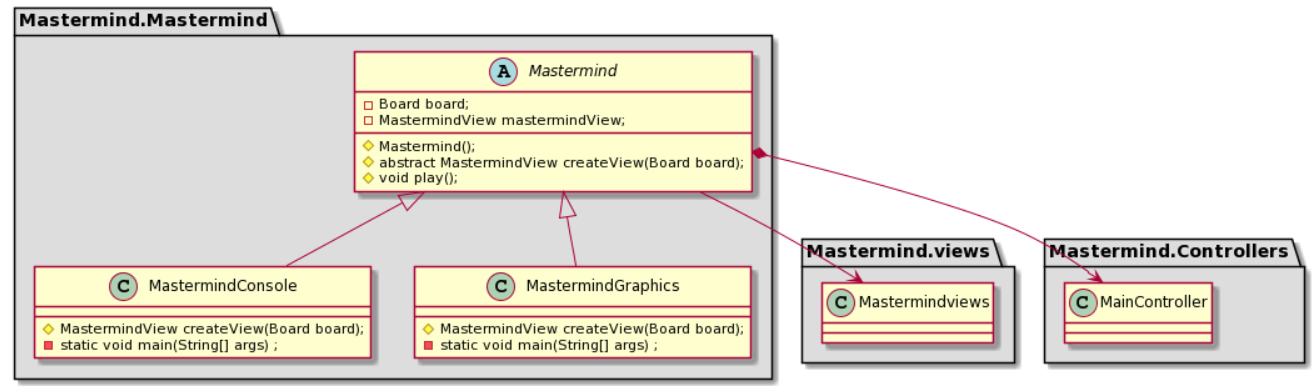 Mastermind.Mastermind
A Mastermind
Board board;
MastermindView mastermindView;
Mastermind();
abstract MastermindView createView(Board board);
void play();
C MastermindConsole
MastermindView createView(Board board);
static void main(String[] args) ;
C MastermindGraphics
MastermindView createView(Board board);
static void main(String[] args) ;
Mastermind.views
C Mastermindviews
Mastermind.Controllers
C MainController